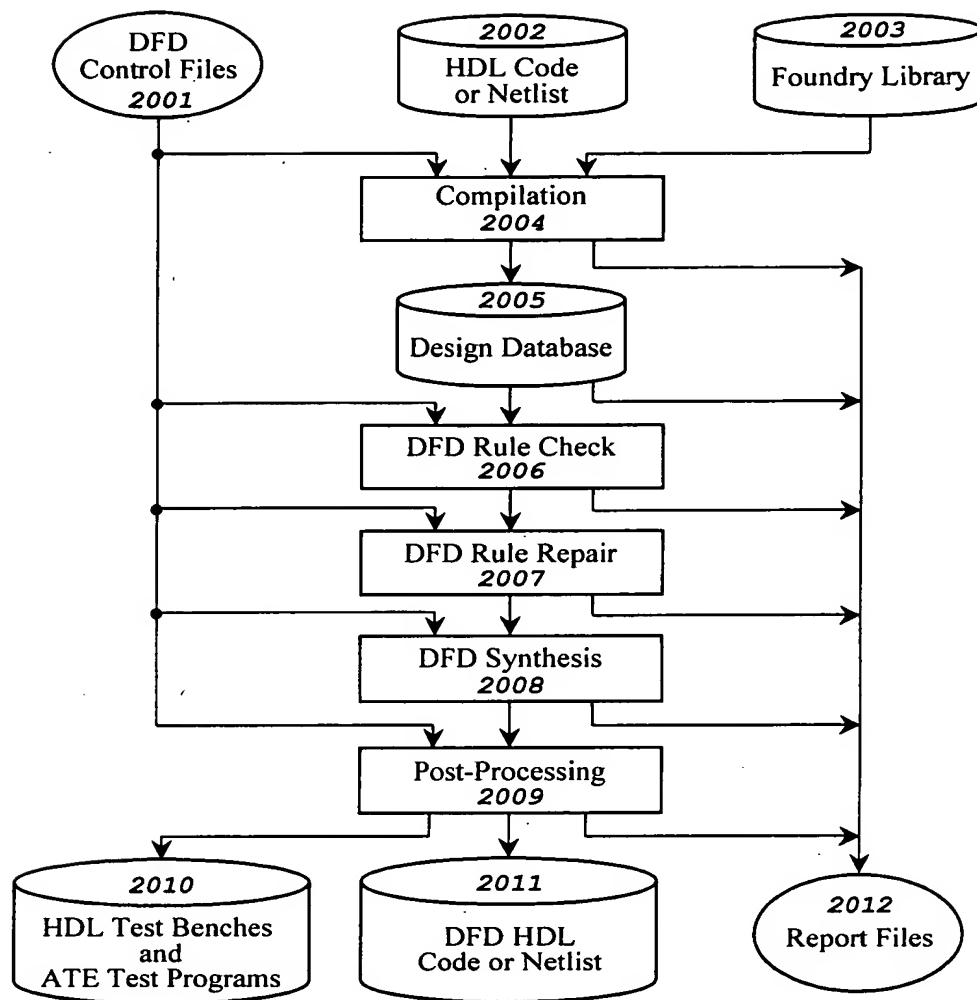 DFD
Control Files
2001
2002
HDL Code
or Netlist
2003
Foundry Library
Compilation
2004
2005
Design Database
DFD Rule Check
2006
DFD Rule Repair
2007
DFD Synthesis
2008
Post-Processing
2009
2010
HDL Test Benches
and
ATE Test Programs
2011
DFD HDL
Code or Netlist
2012
Report Files